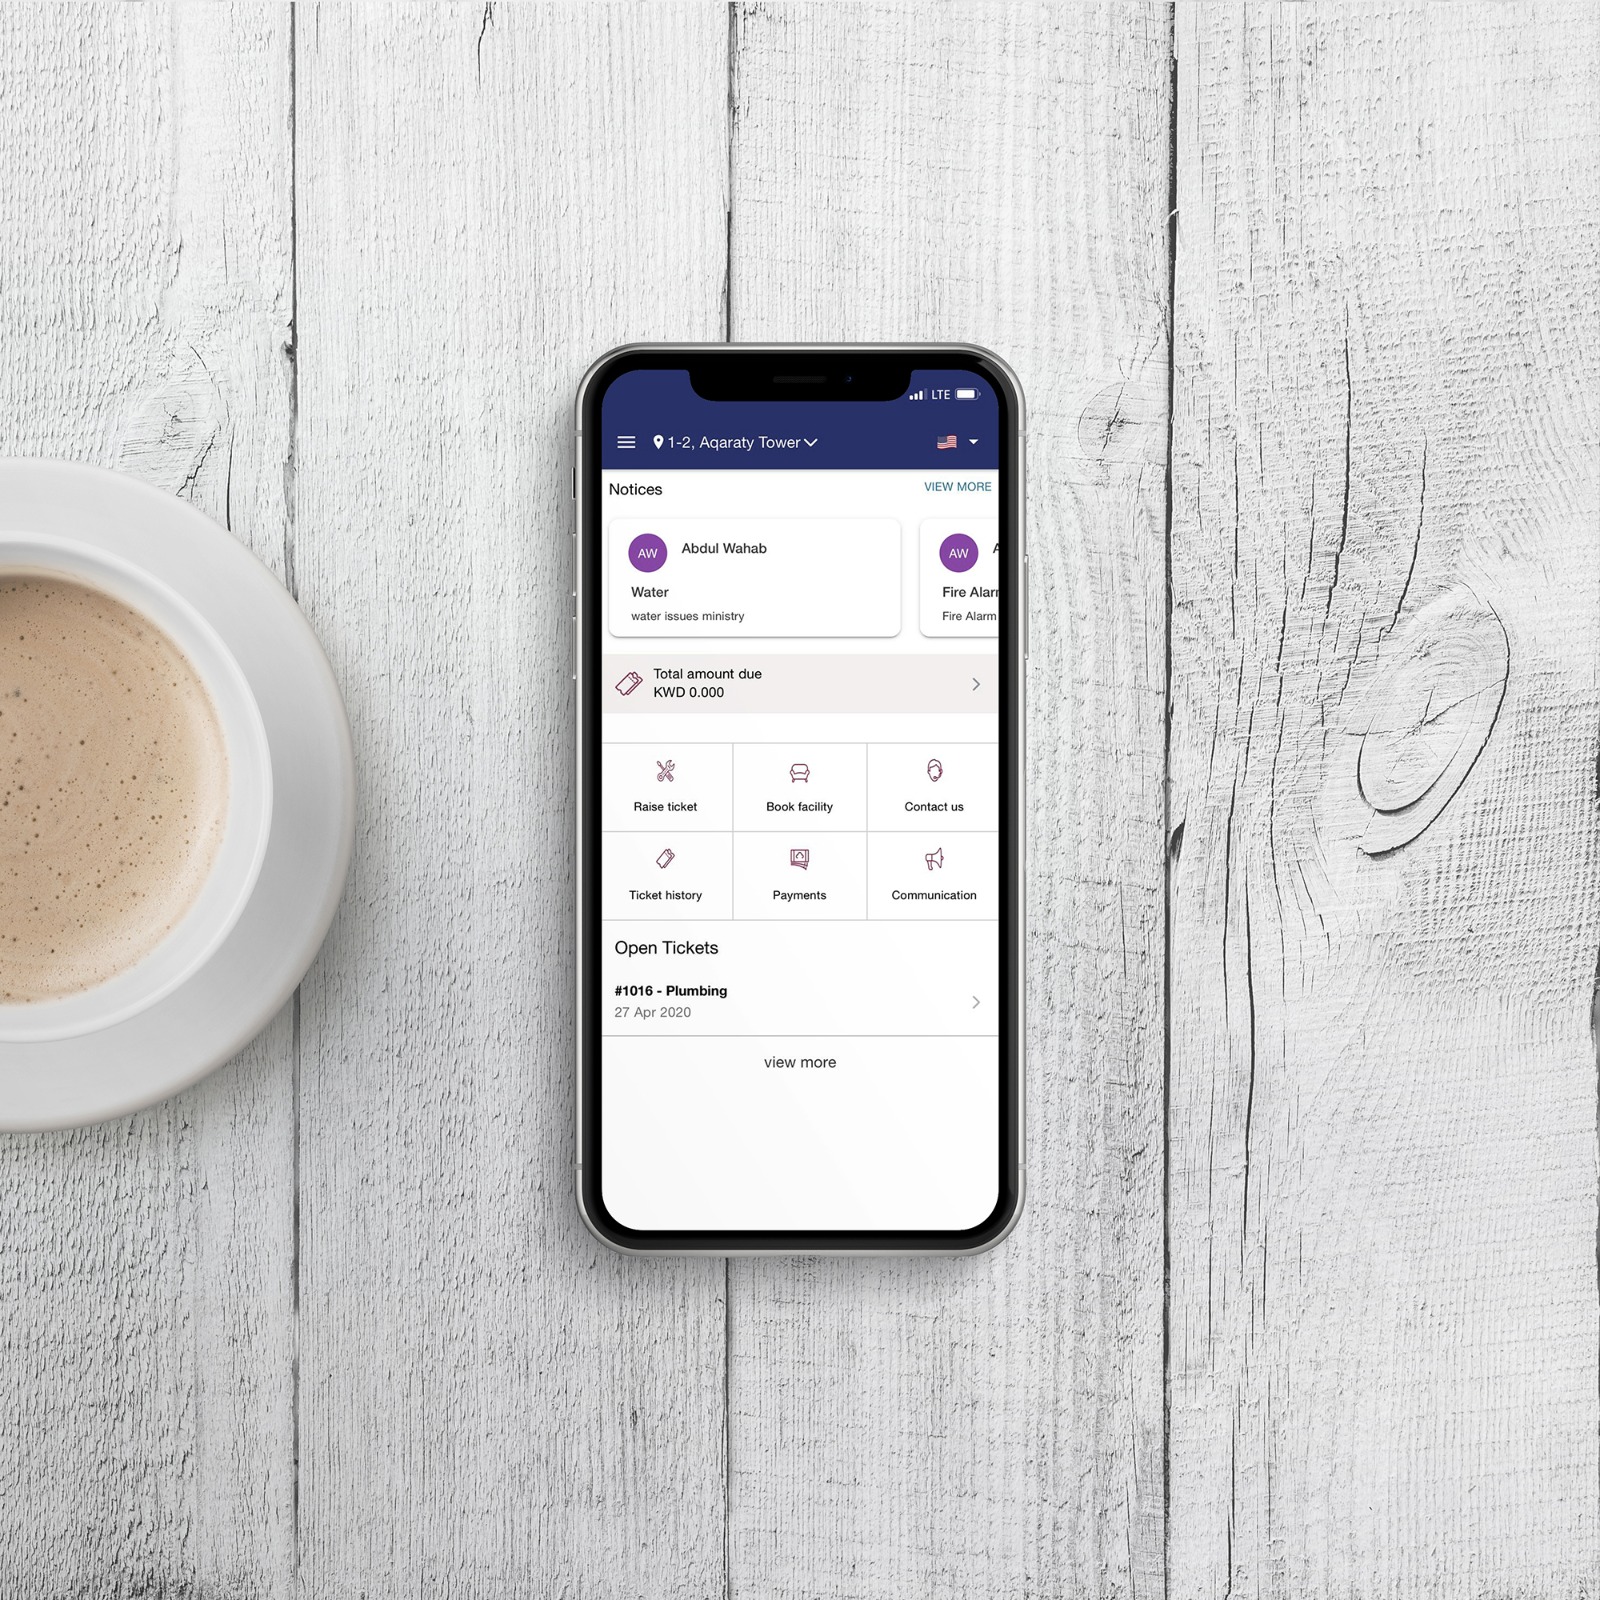 LTE
1-2, Aqaraty Tower
Notices
VIEW MORE
AW
Abdul Wahab
Water
water issues ministry
AW
A
Fire Alar
Fire Alarm
Total amount due
KWD 0.000
Raise ticket
Book facility
Contact us
Ticket history
Payments
Communication
Open Tickets
#1016 - Plumbing
27 Apr 2020
view more